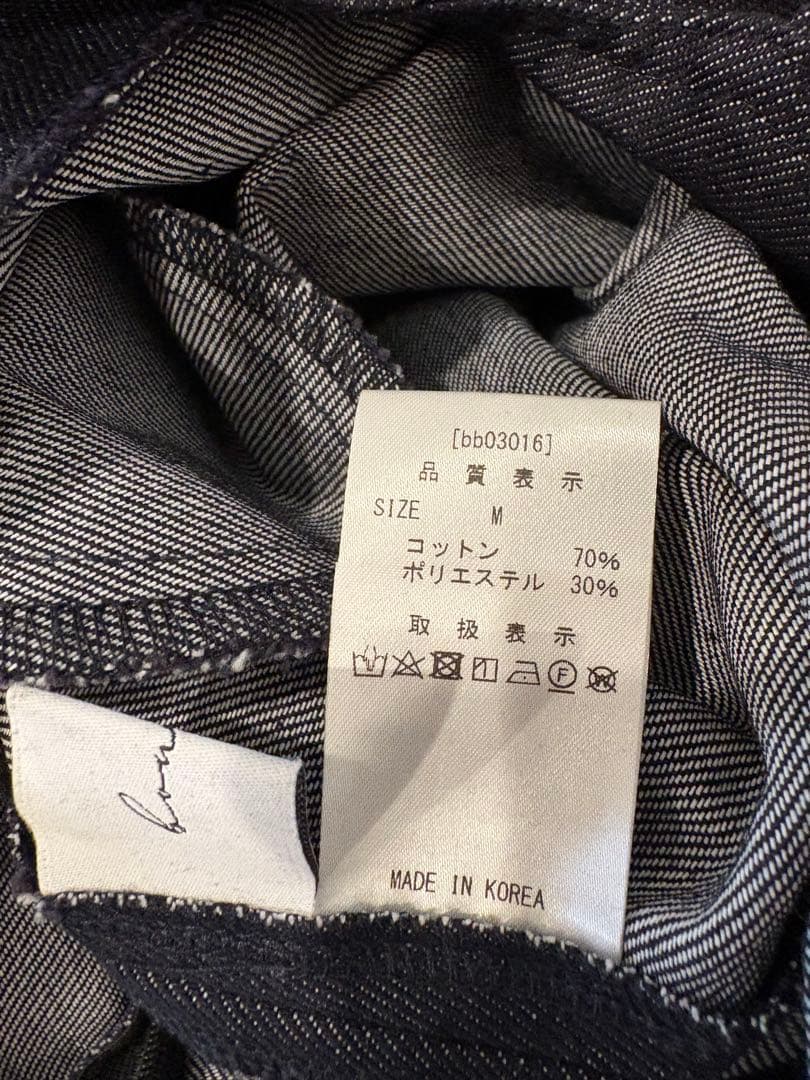 [bb03016]
品 質 表 示
SIZE M
コットン 70%
ポリエステル 30%
取 扱 表 示
F
W
MADE IN KOREA